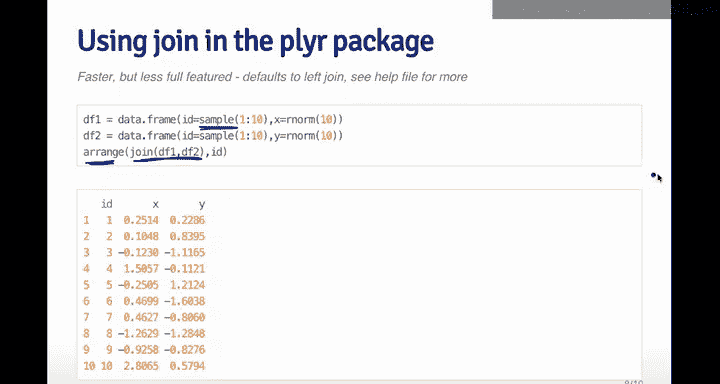 Using join in the plyr package
Faster, but less full featured - defaults to left join, see help file for more
df1 = data.frame(id=sample(1:10),x=rnorm(10))
df2 = data.frame(id=sample(1:10),y=rnorm(10))
arrange(join(df1,df2),id)
id x y
1 1 0.2514 0.2286
2 2 0.1048 0.8395
3 3 -0.1230 -1.1165
4 4 1.5057 -0.1121
5 5 -0.2505 1.2124
6 6 0.4699 -1.6038
7 7 0.4627 -0.8060
8 8 -1.2629 -1.2848
9 9 -0.9258 -0.8276
10 10 2.8065 0.5794